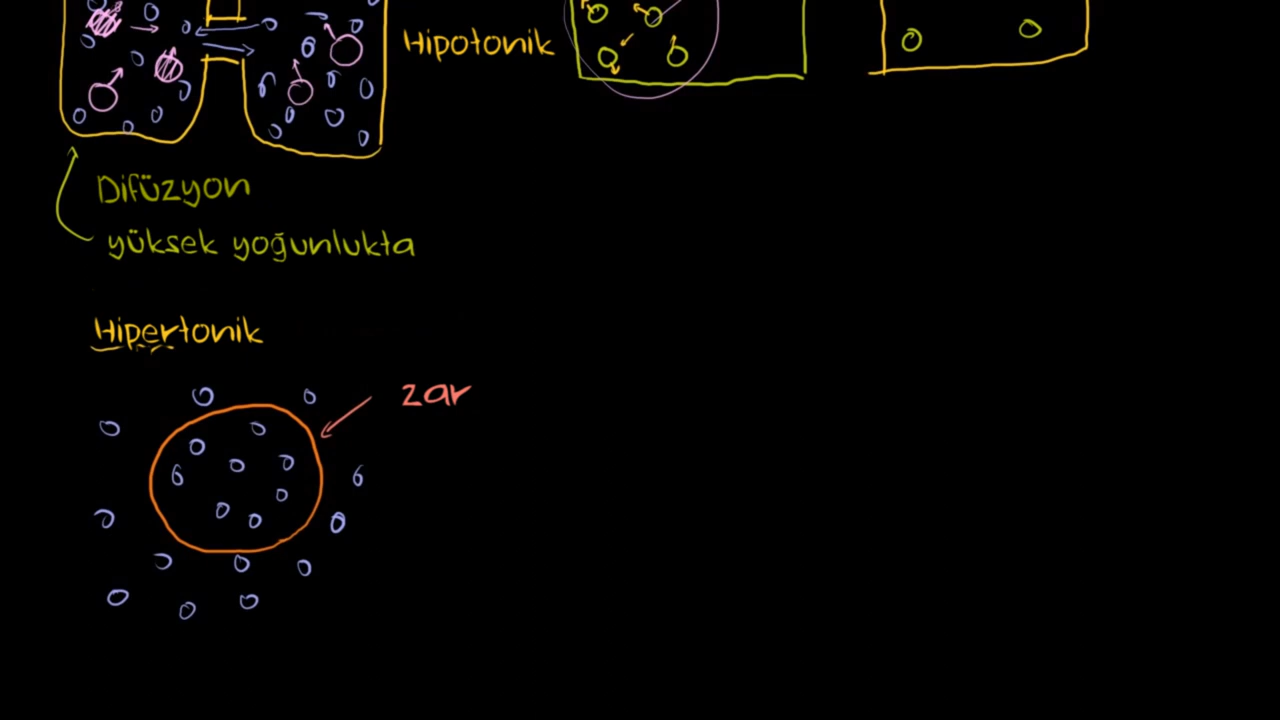 Hipotonik
Difüzyon
yüksek yoğunlukta
Hipertonik
zar